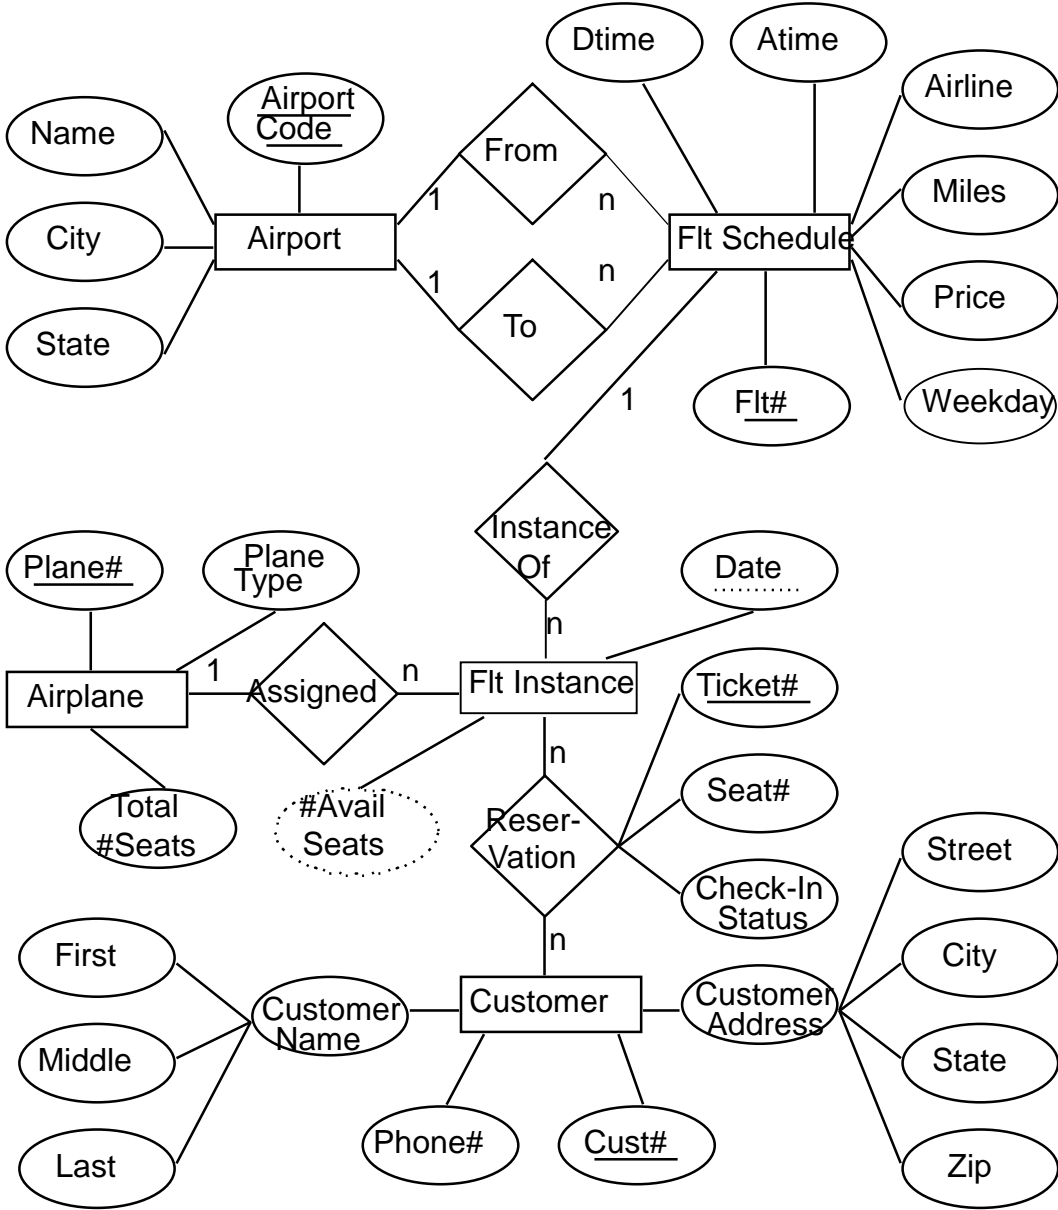 Dtime
Atime
Airline
Airport
Code
Name
From
Miles
1
n
City
Airport
Flt Schedule
1
n
Price
State
To
1
Flt#
Weekday
Instance
Of
Plane#
Plane
Type
Date
n
1
n
Airplane
Assigned
Flt Instance
Ticket#
n
Total
#Seats
#Avail
Seats
Seat#
Reser-
Vation
Street
Check-In
Status
n
First
City
Customer
Name
Customer
Customer
Address
Middle
State
Phone#
Cust#
Last
Zip